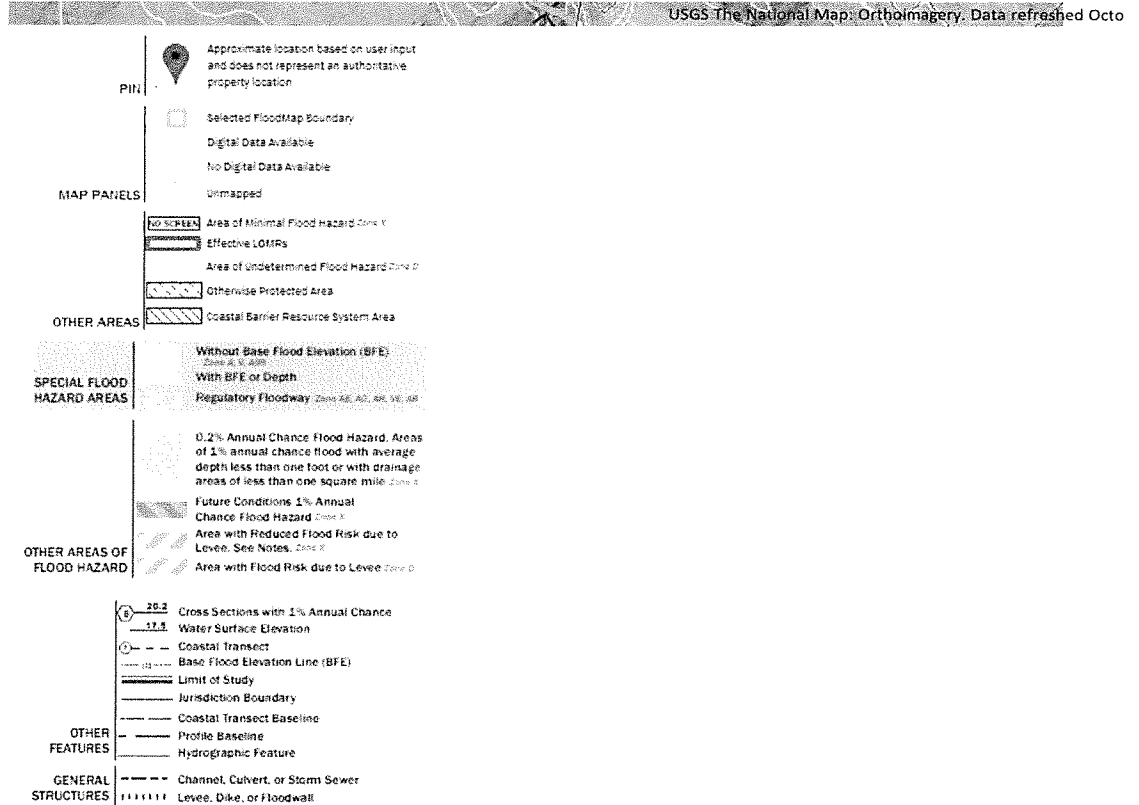 USGS The National Map: Orthoimagery. Data refreshed Octo
PIN
Approximate location based on user input
and does not represent an authoritative
property location
MAP PANELS
Selected FloodMap Boundary
Digital Data Available
No Digital Data Available
Unmapped
OTHER AREAS
NO SCREEN Area of Minimal Flood Hazard Zone X
Effective LOMRs
Area of Undetermined Flood Hazard Zone D
Otherwise Protected Area
Coastal Barrier Resource System Area
SPECIAL FLOOD
HAZARD AREAS
Without Base Flood Elevation (BFE)
Zone A, V, A99
With BFE or Depth
Regulatory Floodway Zone AE, AO, AH, VE, AR
OTHER AREAS OF
FLOOD HAZARD
0.2% Annual Chance Flood Hazard, Areas
of 1% annual chance flood with average
depth less than one foot or with drainage
areas of less than one square mile Zone X
Future Conditions 1% Annual
Chance Flood Hazard Zone X
Area with Reduced Flood Risk due to
Levee. See Notes. Zone X
Area with Flood Risk due to Levee Zone D
OTHER
FEATURES
B 20.2 Cross Sections with 1% Annual Chance
17.5 Water Surface Elevation
Coastal Transect
Base Flood Elevation Line (BFE)
Limit of Study
Jurisdiction Boundary
Coastal Transect Baseline
Profile Baseline
Hydrographic Feature
GENERAL
STRUCTURES
Channel, Culvert, or Storm Sewer
Levee, Dike, or Floodwall